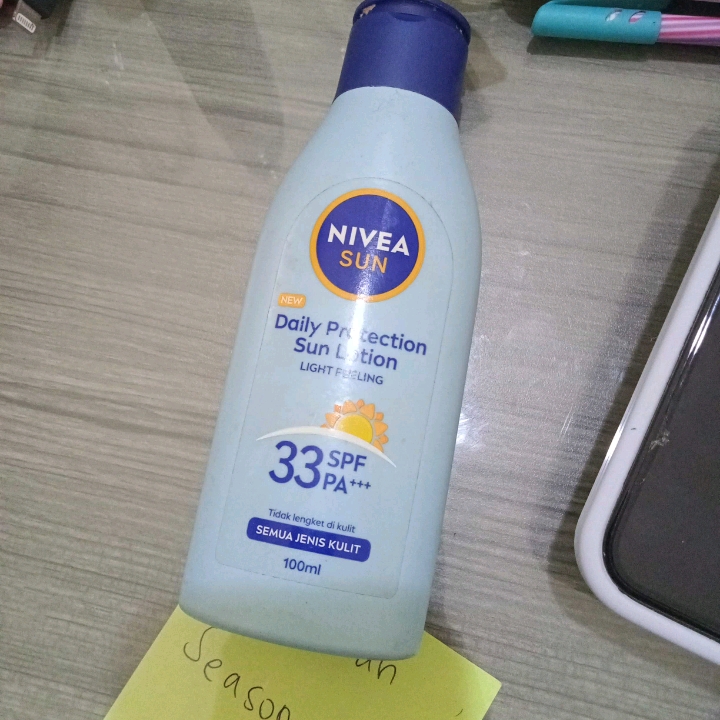 NIVEA
SUN
NEW
Daily Protection
Sun Lotion
LIGHT FEELING
33 SPF
PA+++
Tidak lengket di kulit
SEMUA JENIS KULIT
100ml
Season